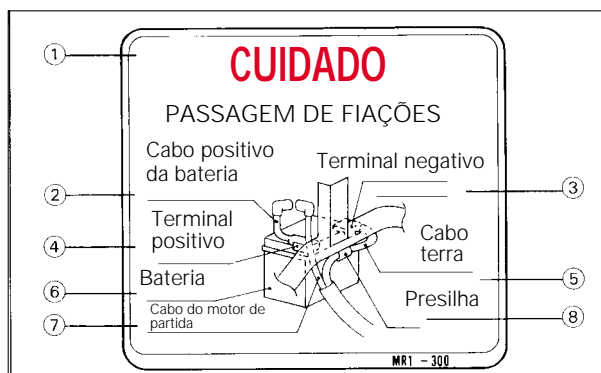 CUIDADO
PASSAGEM DE FIAÇÕES
① 
Cabo positivo
da bateria
Terminal negativo
②
③
Terminal
positivo
④
Cabo
terra
⑤
Bateria
⑥
Presilha
Cabo do motor de
partida
⑦
⑧
MR1 - 300